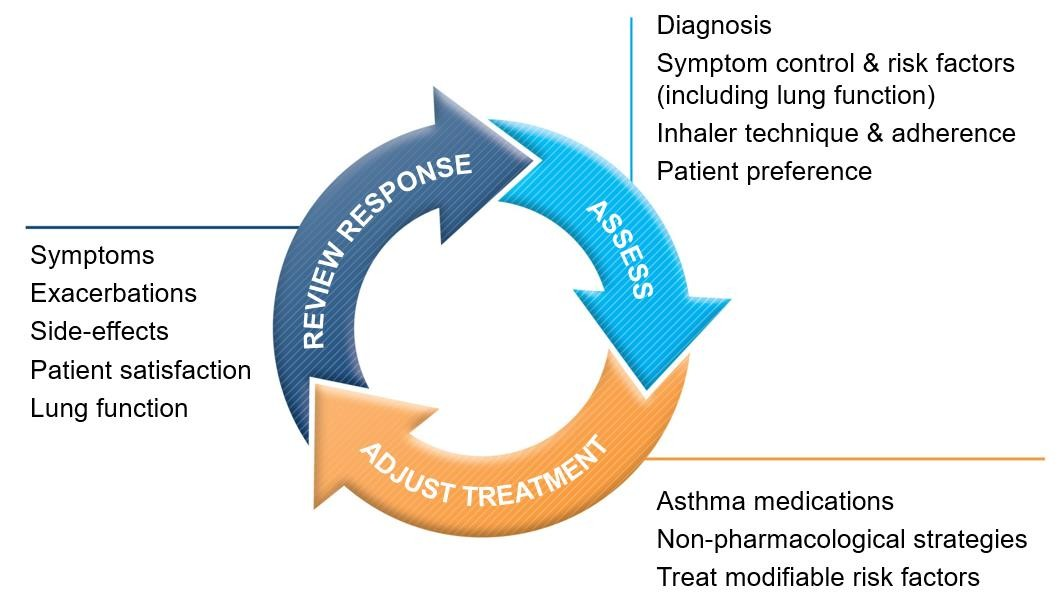 Diagnosis
Symptom control & risk factors
(including lung function)
Inhaler technique & adherence
Patient preference
REVIEW RESPONSE
ASSESS
ADJUST TREATMENT
Symptoms
Exacerbations
Side-effects
Patient satisfaction
Lung function
Asthma medications
Non-pharmacological strategies
Treat modifiable risk factors